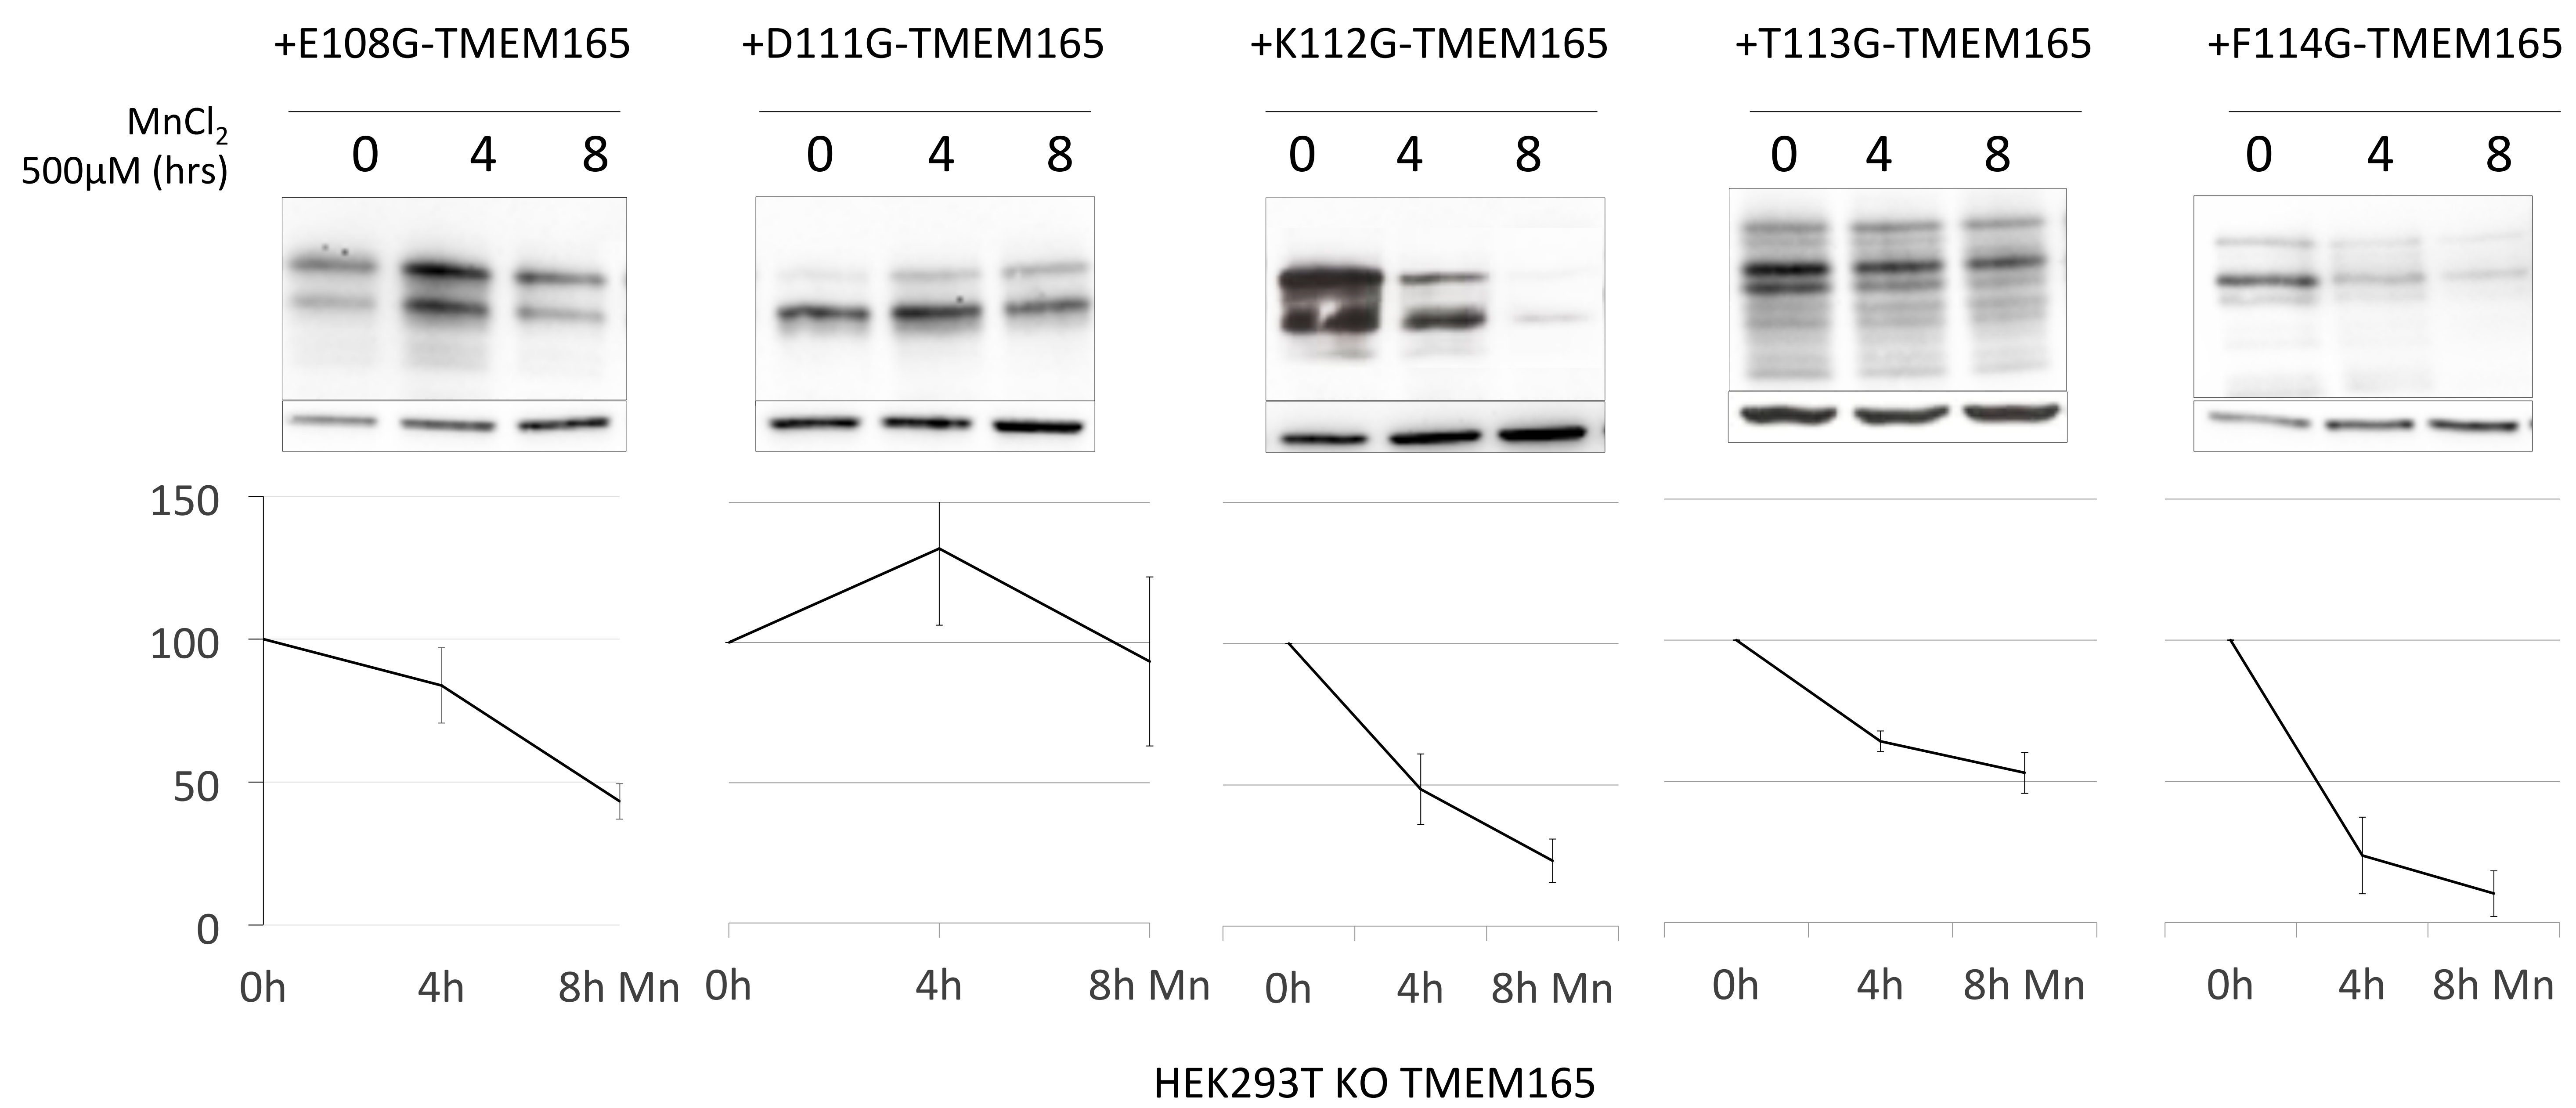 +E108G-TMEM165 +D111G-TMEM165 +K112G-TMEM165 +T113G-TMEM165 +F114G-TMEM165
MnCl₂
500µM (hrs)
0 4 8 0 4 8 0 4 8 0 4 8 0 4 8
150
100
50
0
0h 4h 8h Mn 0h 4h 8h Mn 0h 4h 8h Mn 0h 4h 8h Mn 0h 4h 8h Mn
HEK293T KO TMEM165